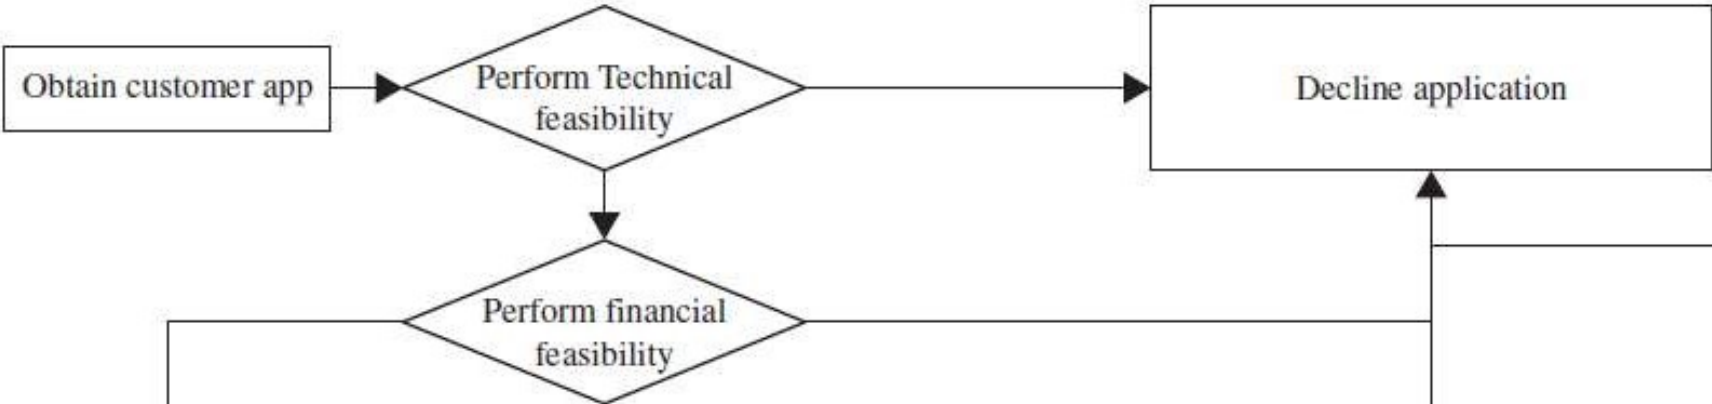 Obtain customer app
Perform Technical
feasibility
Decline application
Perform financial
feasibility